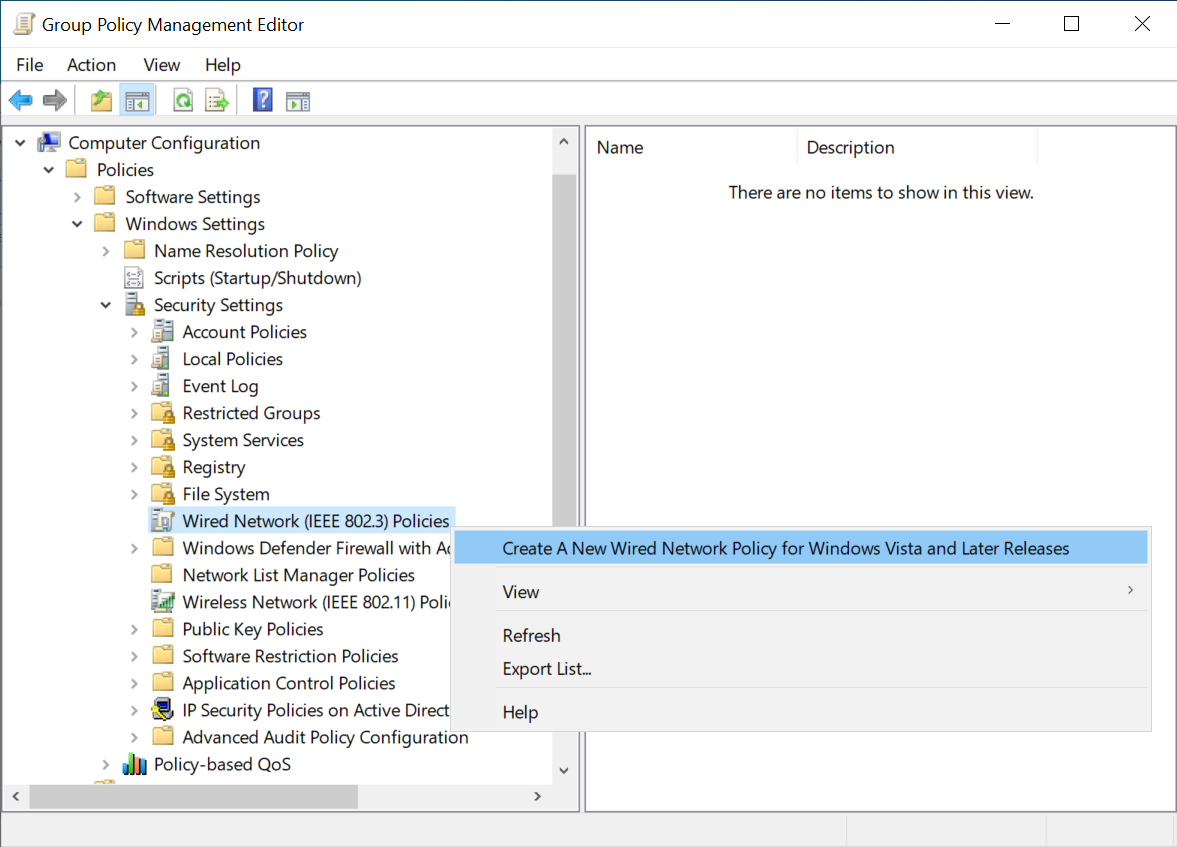 Group Policy Management Editor
File Action View Help
Computer Configuration
Policies
Software Settings
Windows Settings
Name Resolution Policy
Scripts (Startup/Shutdown)
Security Settings
Account Policies
Local Policies
Event Log
Restricted Groups
System Services
Registry
File System
Wired Network (IEEE 802.3) Policies
Windows Defender Firewall with
Network List Manager Policies
Wireless Network (IEEE 802.11)
Public Key Policies
Software Restriction Policies
Application Control Policies
IP Security Policies on Active Direct
Advanced Audit Policy Configuration
Policy-based QoS
Name Description
There are no items to show in this view.
Create A New Wired Network Policy for Windows Vista and Later Releases
View
Refresh
Export List...
Help